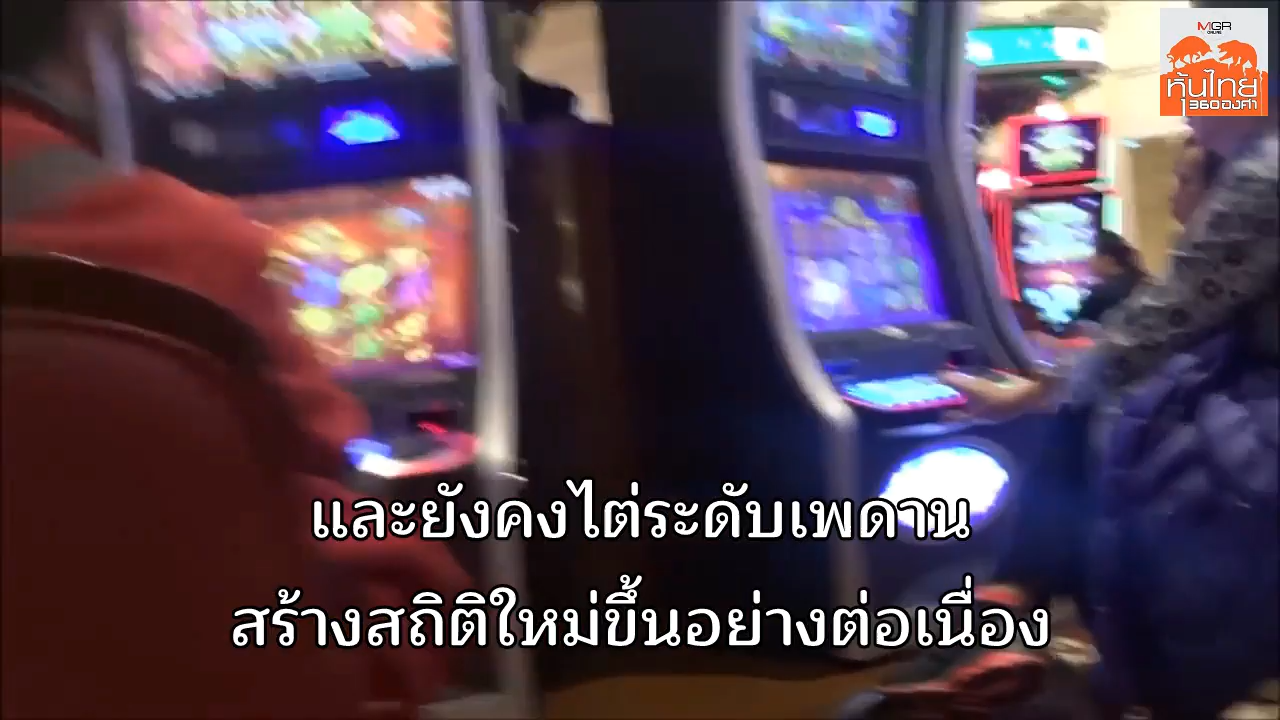 MGR
ONLINE
หุ้นไทย
360องศา
และยังคงไต่ระดับเพดาน
สร้างสถิติใหม่ขึ้นอย่างต่อเนื่อง